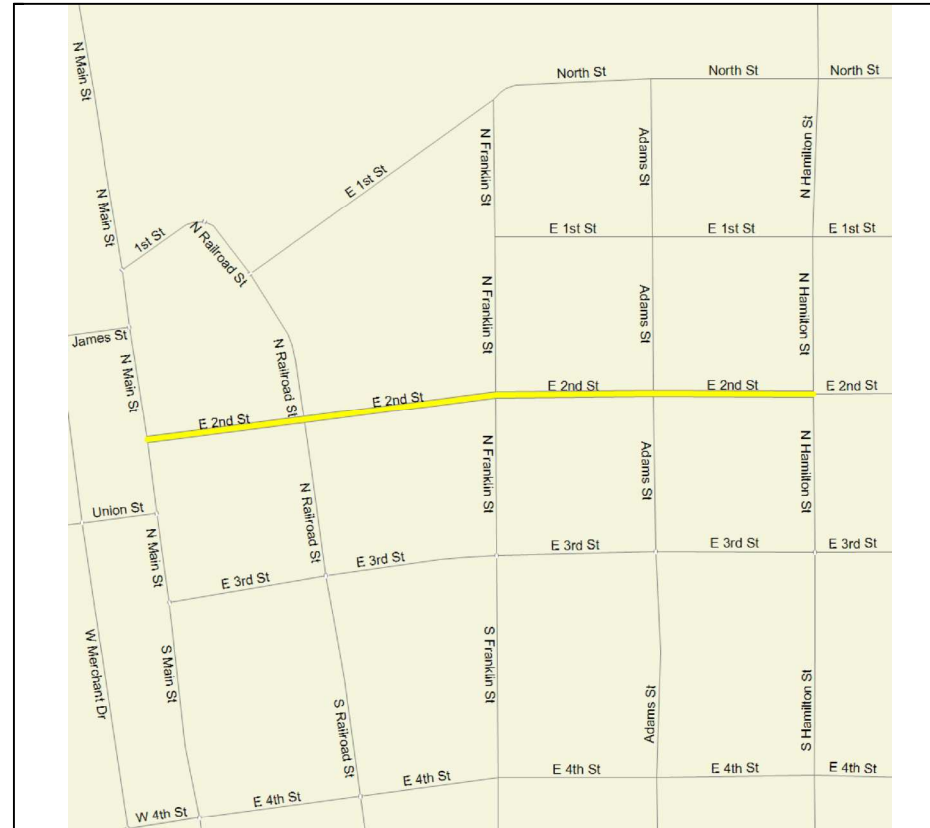 N Main St
North St
North St
North St
N Franklin St
Adams St
N Hamilton St
E 1st St
N Main St
1st St
N Railroad St
E 1st St
E 1st St
E 1st St
James St
N Main St
N Railroad St
N Franklin St
Adams St
N Hamilton St
E 2nd St
E 2nd St
E 2nd St
E 2nd St
E 2nd St
N Franklin St
Adams St
N Hamilton St
Union St
N Main St
N Railroad St
E 3rd St
E 3rd St
E 3rd St
E 3rd St
E 3rd St
W Merchant Dr
S Main St
S Railroad St
S Franklin St
Adams St
S Hamilton St
W 4th St
E 4th St
E 4th St
E 4th St
E 4th St
E 4th St